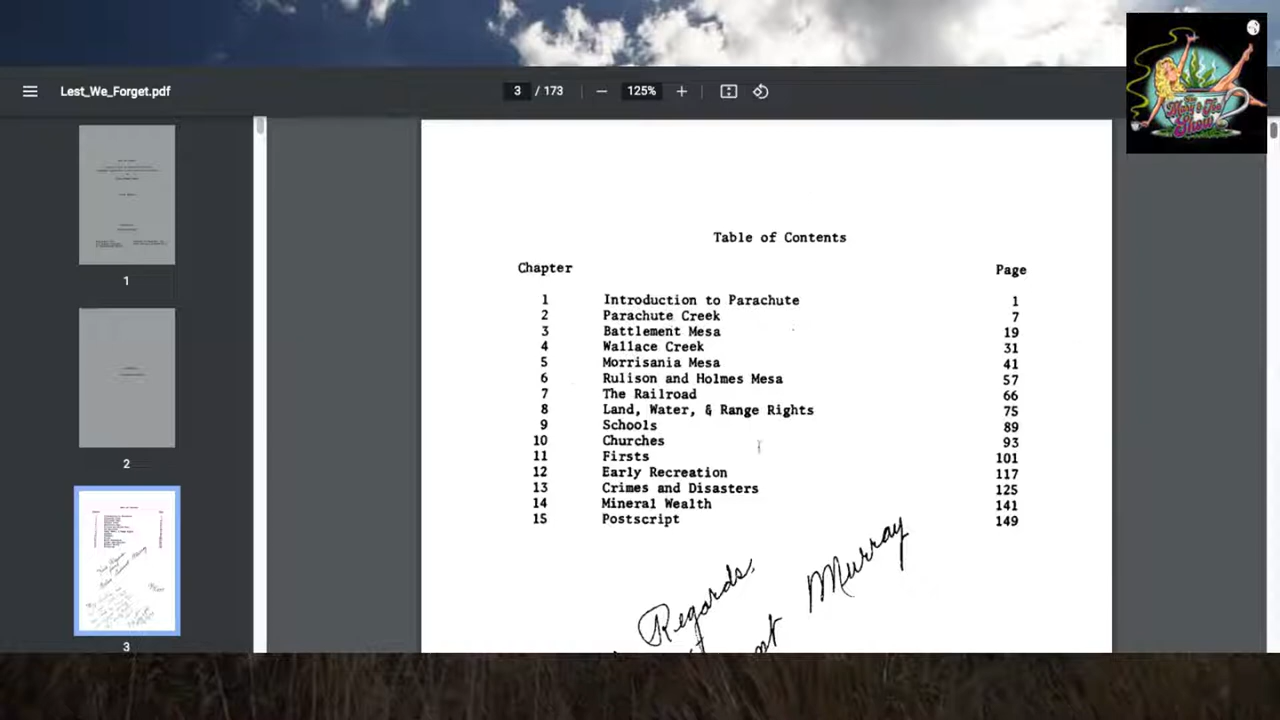 Lest_We_Forget.pdf
3 / 173
125%
The
Mary & Joe
Show
Table of Contents
Chapter Page
1 Introduction to Parachute 1
2 Parachute Creek 7
3 Battlement Mesa 19
4 Wallace Creek 31
5 Morrisania Mesa 41
6 Rulison and Holmes Mesa 57
7 The Railroad 66
8 Land, Water, & Range Rights 75
9 Schools 89
10 Churches 93
11 Firsts 101
12 Early Recreation 117
13 Crimes and Disasters 125
14 Mineral Wealth 141
15 Postscript 149
Regards,
Murray
1
2
3